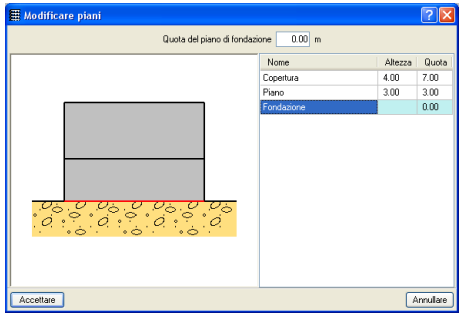 Modificare piani
Quota del piano di fondazione 0.00 m
Nome Altezza Quota
Copertura 4.00 7.00
Piano 3.00 3.00
Fondazione 0.00
Accettare Annullare